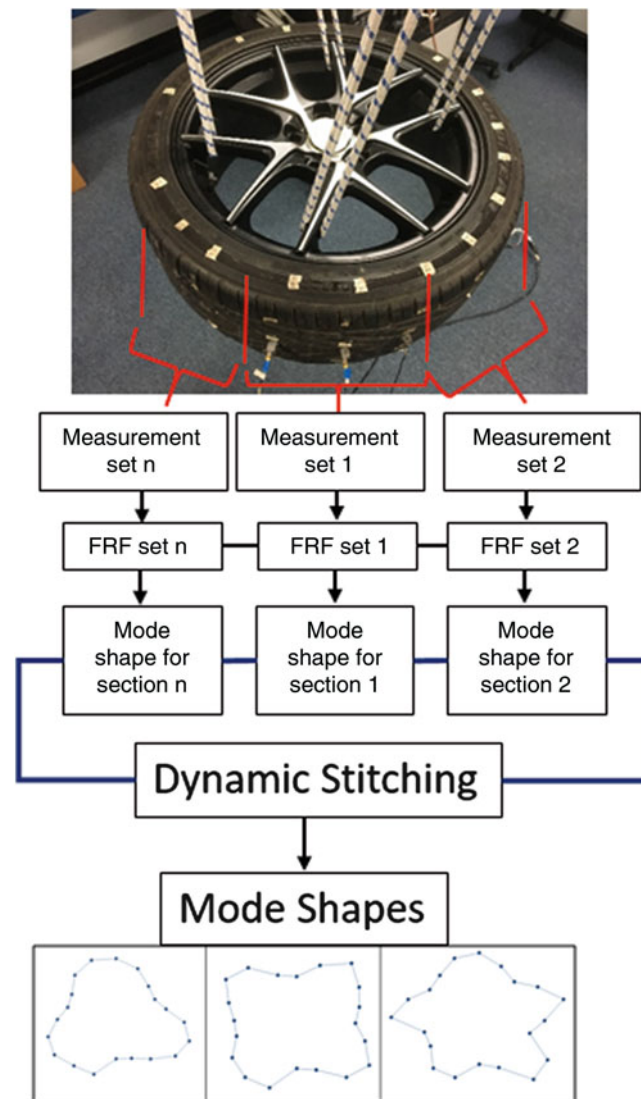 Measurement
set n
Measurement
set 1
Measurement
set 2
FRF set n
FRF set 1
FRF set 2
Mode
shape for
section n
Mode
shape for
section 1
Mode
shape for
section 2
Dynamic Stitching
Mode Shapes